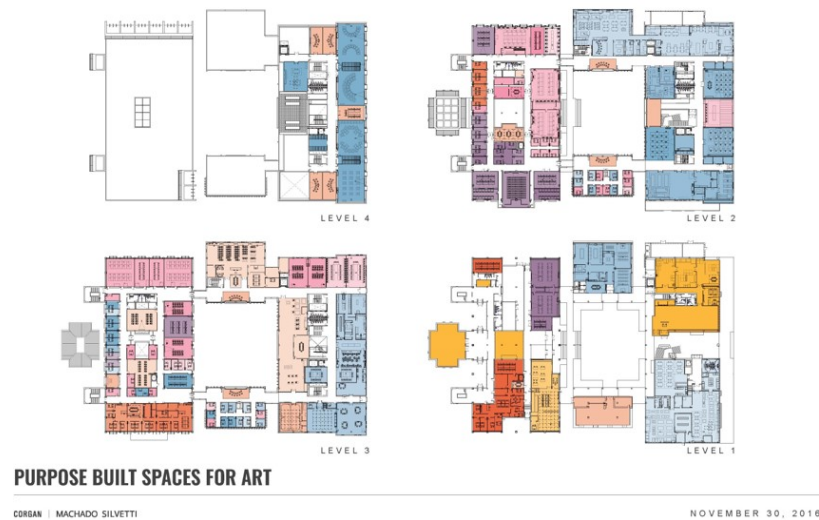 LEVEL 4
LEVEL 2
LEVEL 3
LEVEL 1
PURPOSE BUILT SPACES FOR ART
CORGAN | MACHADO SILVETTI
NOVEMBER 30, 2016